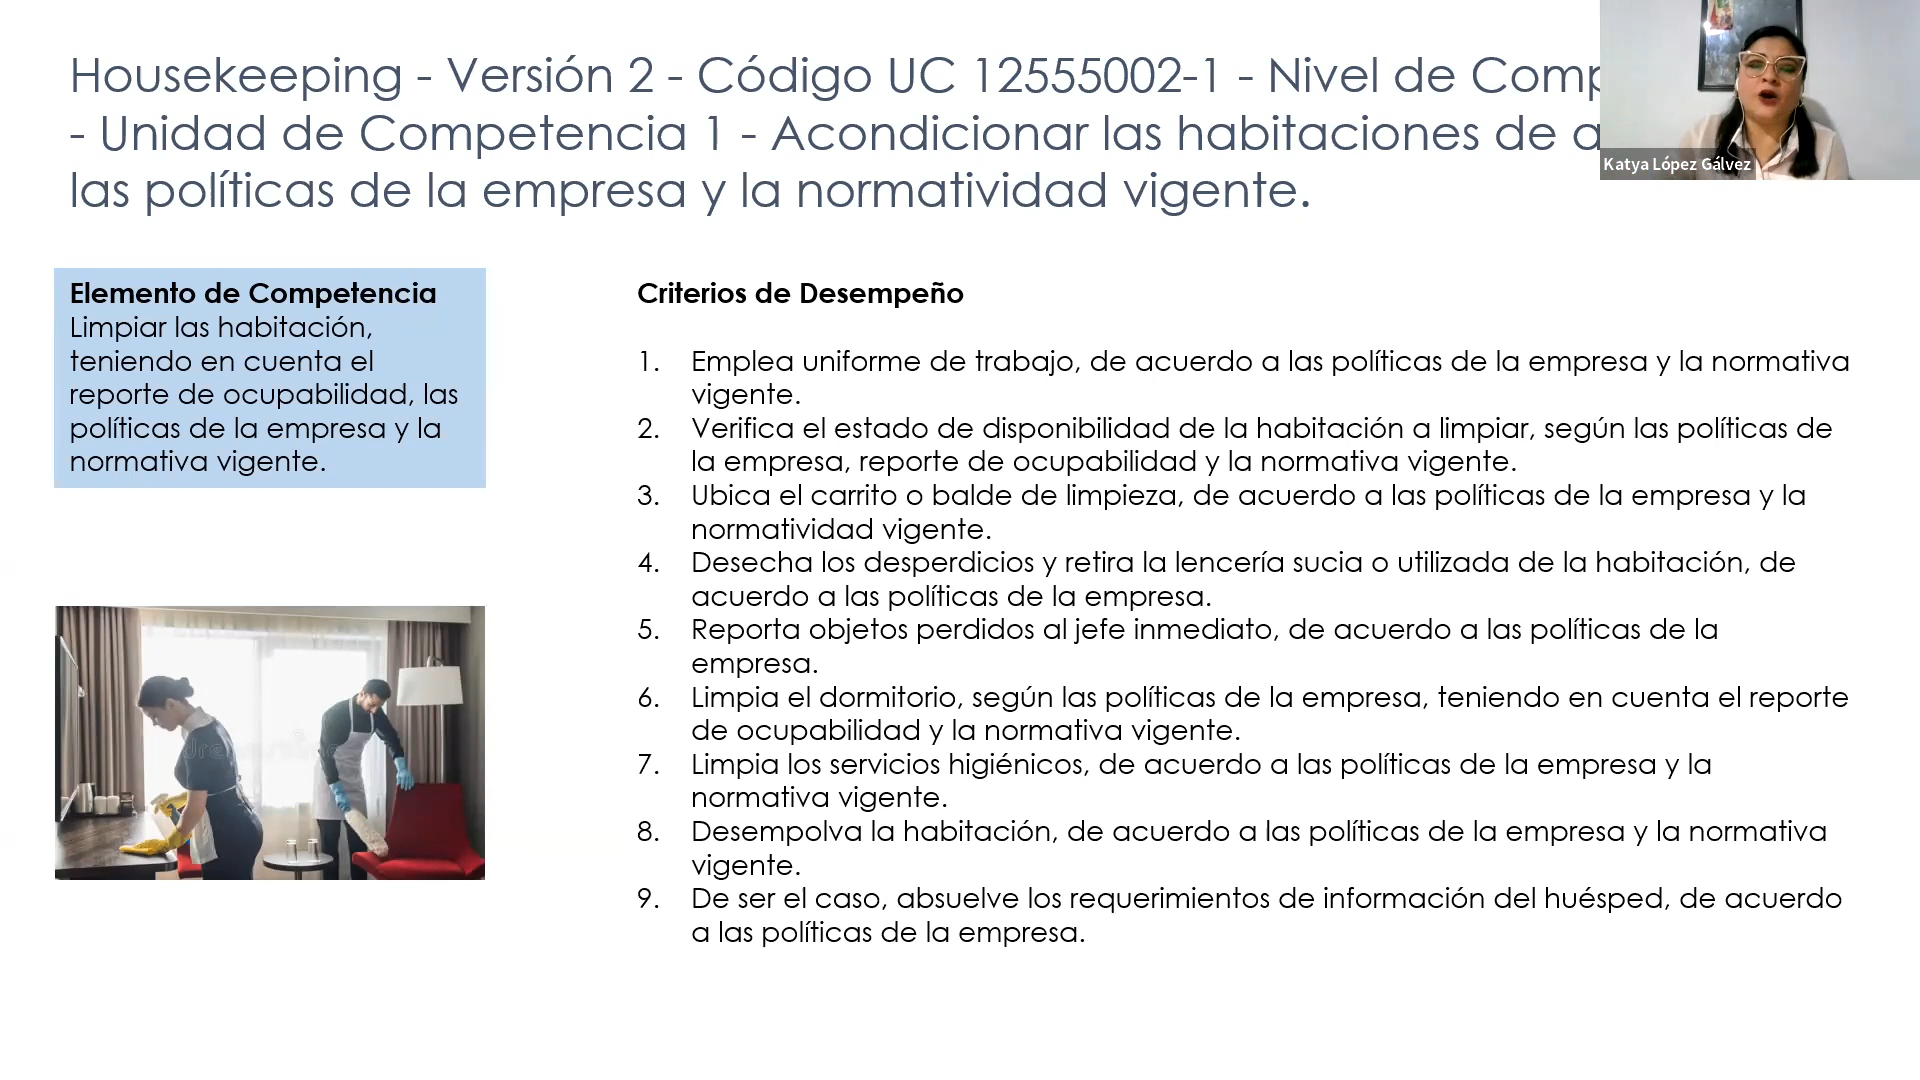 Housekeeping - Versión 2 - Código UC 12555002-1 - Nivel de Comp
- Unidad de Competencia 1 - Acondicionar las habitaciones de a
las políticas de la empresa y la normatividad vigente.
Katya López Gálvez
Elemento de Competencia
Limpiar las habitación,
teniendo en cuenta el
reporte de ocupabilidad, las
políticas de la empresa y la
normativa vigente.
Criterios de Desempeño
1. Emplea uniforme de trabajo, de acuerdo a las políticas de la empresa y la normativa
vigente.
2. Verifica el estado de disponibilidad de la habitación a limpiar, según las políticas de
la empresa, reporte de ocupabilidad y la normativa vigente.
3. Ubica el carrito o balde de limpieza, de acuerdo a las políticas de la empresa y la
normatividad vigente.
4. Desecha los desperdicios y retira la lencería sucia o utilizada de la habitación, de
acuerdo a las políticas de la empresa.
5. Reporta objetos perdidos al jefe inmediato, de acuerdo a las políticas de la
empresa.
6. Limpia el dormitorio, según las políticas de la empresa, teniendo en cuenta el reporte
de ocupabilidad y la normativa vigente.
7. Limpia los servicios higiénicos, de acuerdo a las políticas de la empresa y la
normativa vigente.
8. Desempolva la habitación, de acuerdo a las políticas de la empresa y la normativa
vigente.
9. De ser el caso, absuelve los requerimientos de información del huésped, de acuerdo
a las políticas de la empresa.